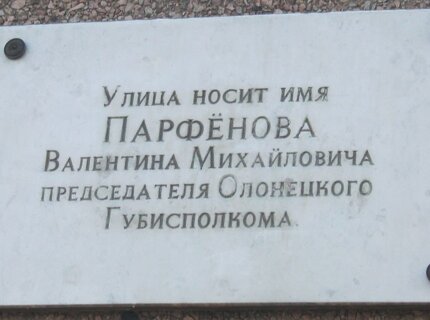 Улица носит имя
ПАРФЁНОВА
Валентина Михайловича
председателя Олонецкого
Губисполкома.